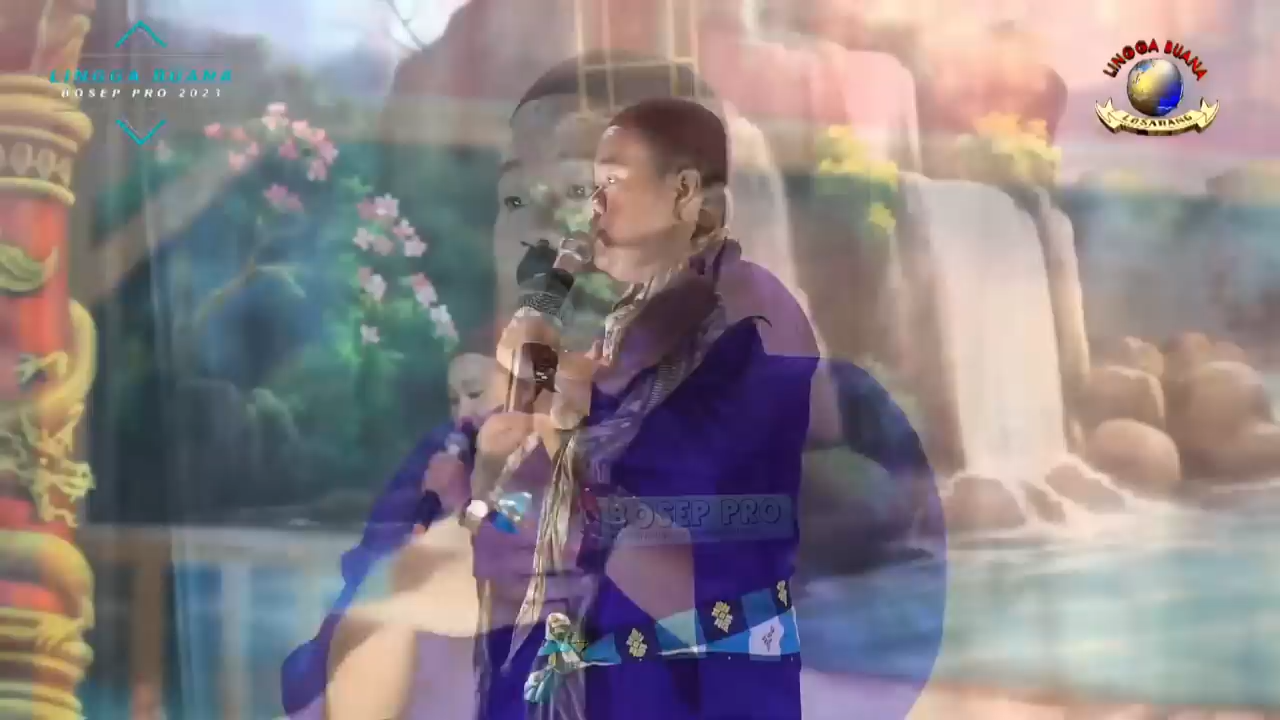 LINGGA BUANA
BOSEP PRO 2023
LINGGA BUANA
LOSARANG
BOSEP PRO